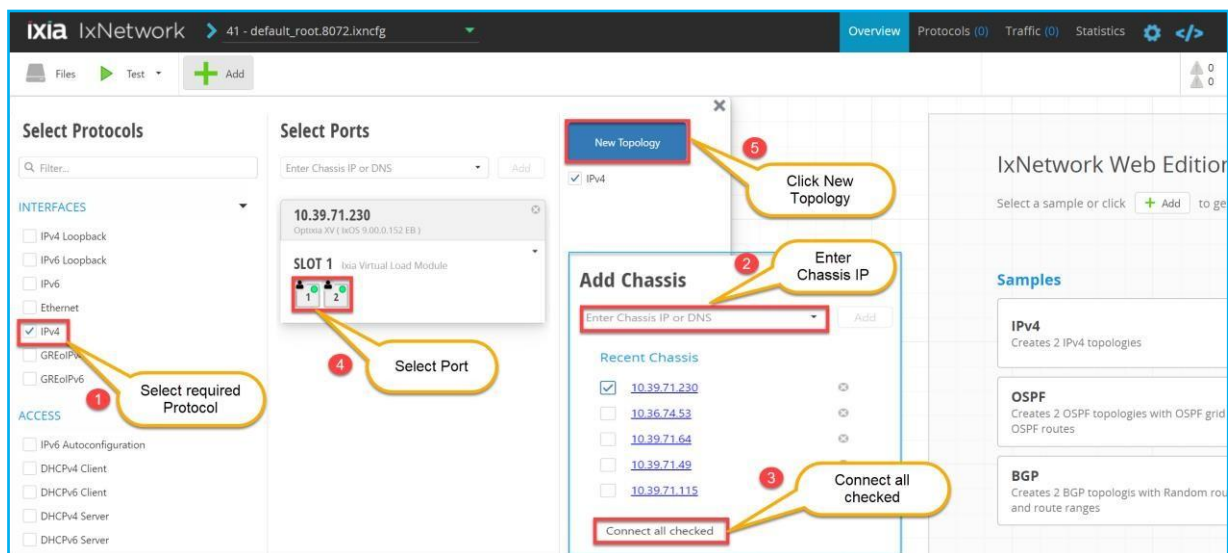 ixia IxNetwork
41 - default_root.8072.ixncfg
Overview
Protocols (0)
Traffic (0)
Statistics
</>
Files
Test
Add
0
0
Select Protocols
Filter...
INTERFACES
IPv4 Loopback
IPv6 Loopback
IPv6
Ethernet
IPv4
GREoIPv4
GREoIPv6
1
Select required
Protocol
ACCESS
IPv6 Autoconfiguration
DHCPv4 Client
DHCPv6 Client
DHCPv4 Server
DHCPv6 Server
Select Ports
Enter Chassis IP or DNS
Add
10.39.71.230
Optixia XV ( IxOS 9.00.0.152 EB )
SLOT 1 Ixia Virtual Load Module
1 2
4
Select Port
New Topology
IPv4
5
Click New
Topology
2
Enter
Chassis IP
Add Chassis
Enter Chassis IP or DNS
Add
Recent Chassis
10.39.71.230
10.36.74.53
10.39.71.64
10.39.71.49
10.39.71.115
3
Connect all
checked
Connect all checked
IxNetwork Web Edition
Select a sample or click + Add to ge
Samples
IPv4
Creates 2 IPv4 topologies
OSPF
Creates 2 OSPF topologies with OSPF grid
OSPF routes
BGP
Creates 2 BGP topologis with Random rou
and route ranges